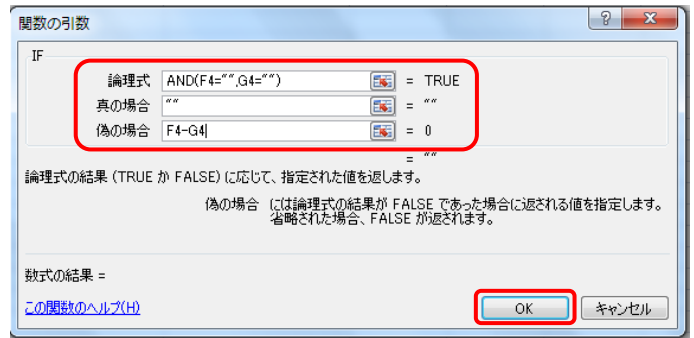 関数の引数
IF
論理式 AND(F4="",G4="") = TRUE
真の場合 "" = ""
偽の場合 F4-G4 = 0
= ""
論理式の結果 (TRUE か FALSE) に応じて、指定された値を返します。
偽の場合 には論理式の結果が FALSE であった場合に返される値を指定します。
省略された場合、FALSE が返されます。
数式の結果 =
この関数のヘルプ(H)
OK キャンセル